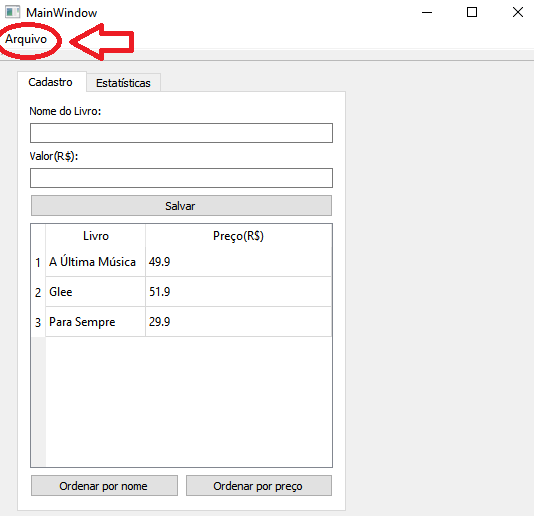 MainWindow
Arquivo
Cadastro Estatísticas
Nome do Livro:
Valor(R$):
Salvar
Livro Preço(R$)
1 A Última Música 49.9
2 Glee 51.9
3 Para Sempre 29.9
Ordenar por nome Ordenar por preço